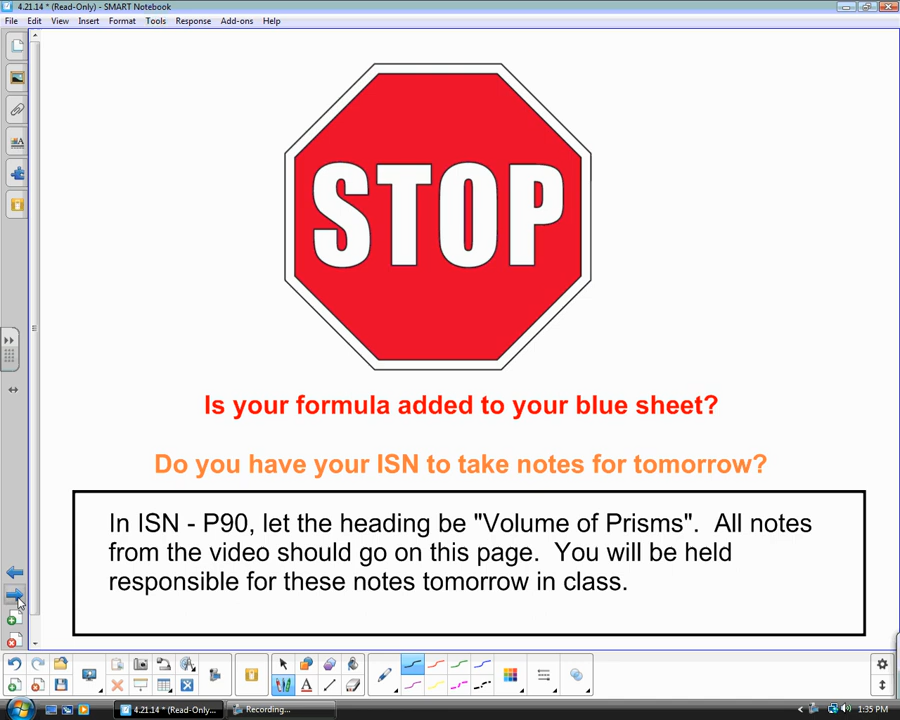 4.21.14 * (Read-Only) - SMART Notebook
File Edit View Insert Format Tools Response Add-ons Help
STOP
Is your formula added to your blue sheet?
Do you have your ISN to take notes for tomorrow?
In ISN - P90, let the heading be "Volume of Prisms". All notes
from the video should go on this page. You will be held
responsible for these notes tomorrow in class.
4.21.14 * (Read-Only... Recording... 1:35 PM